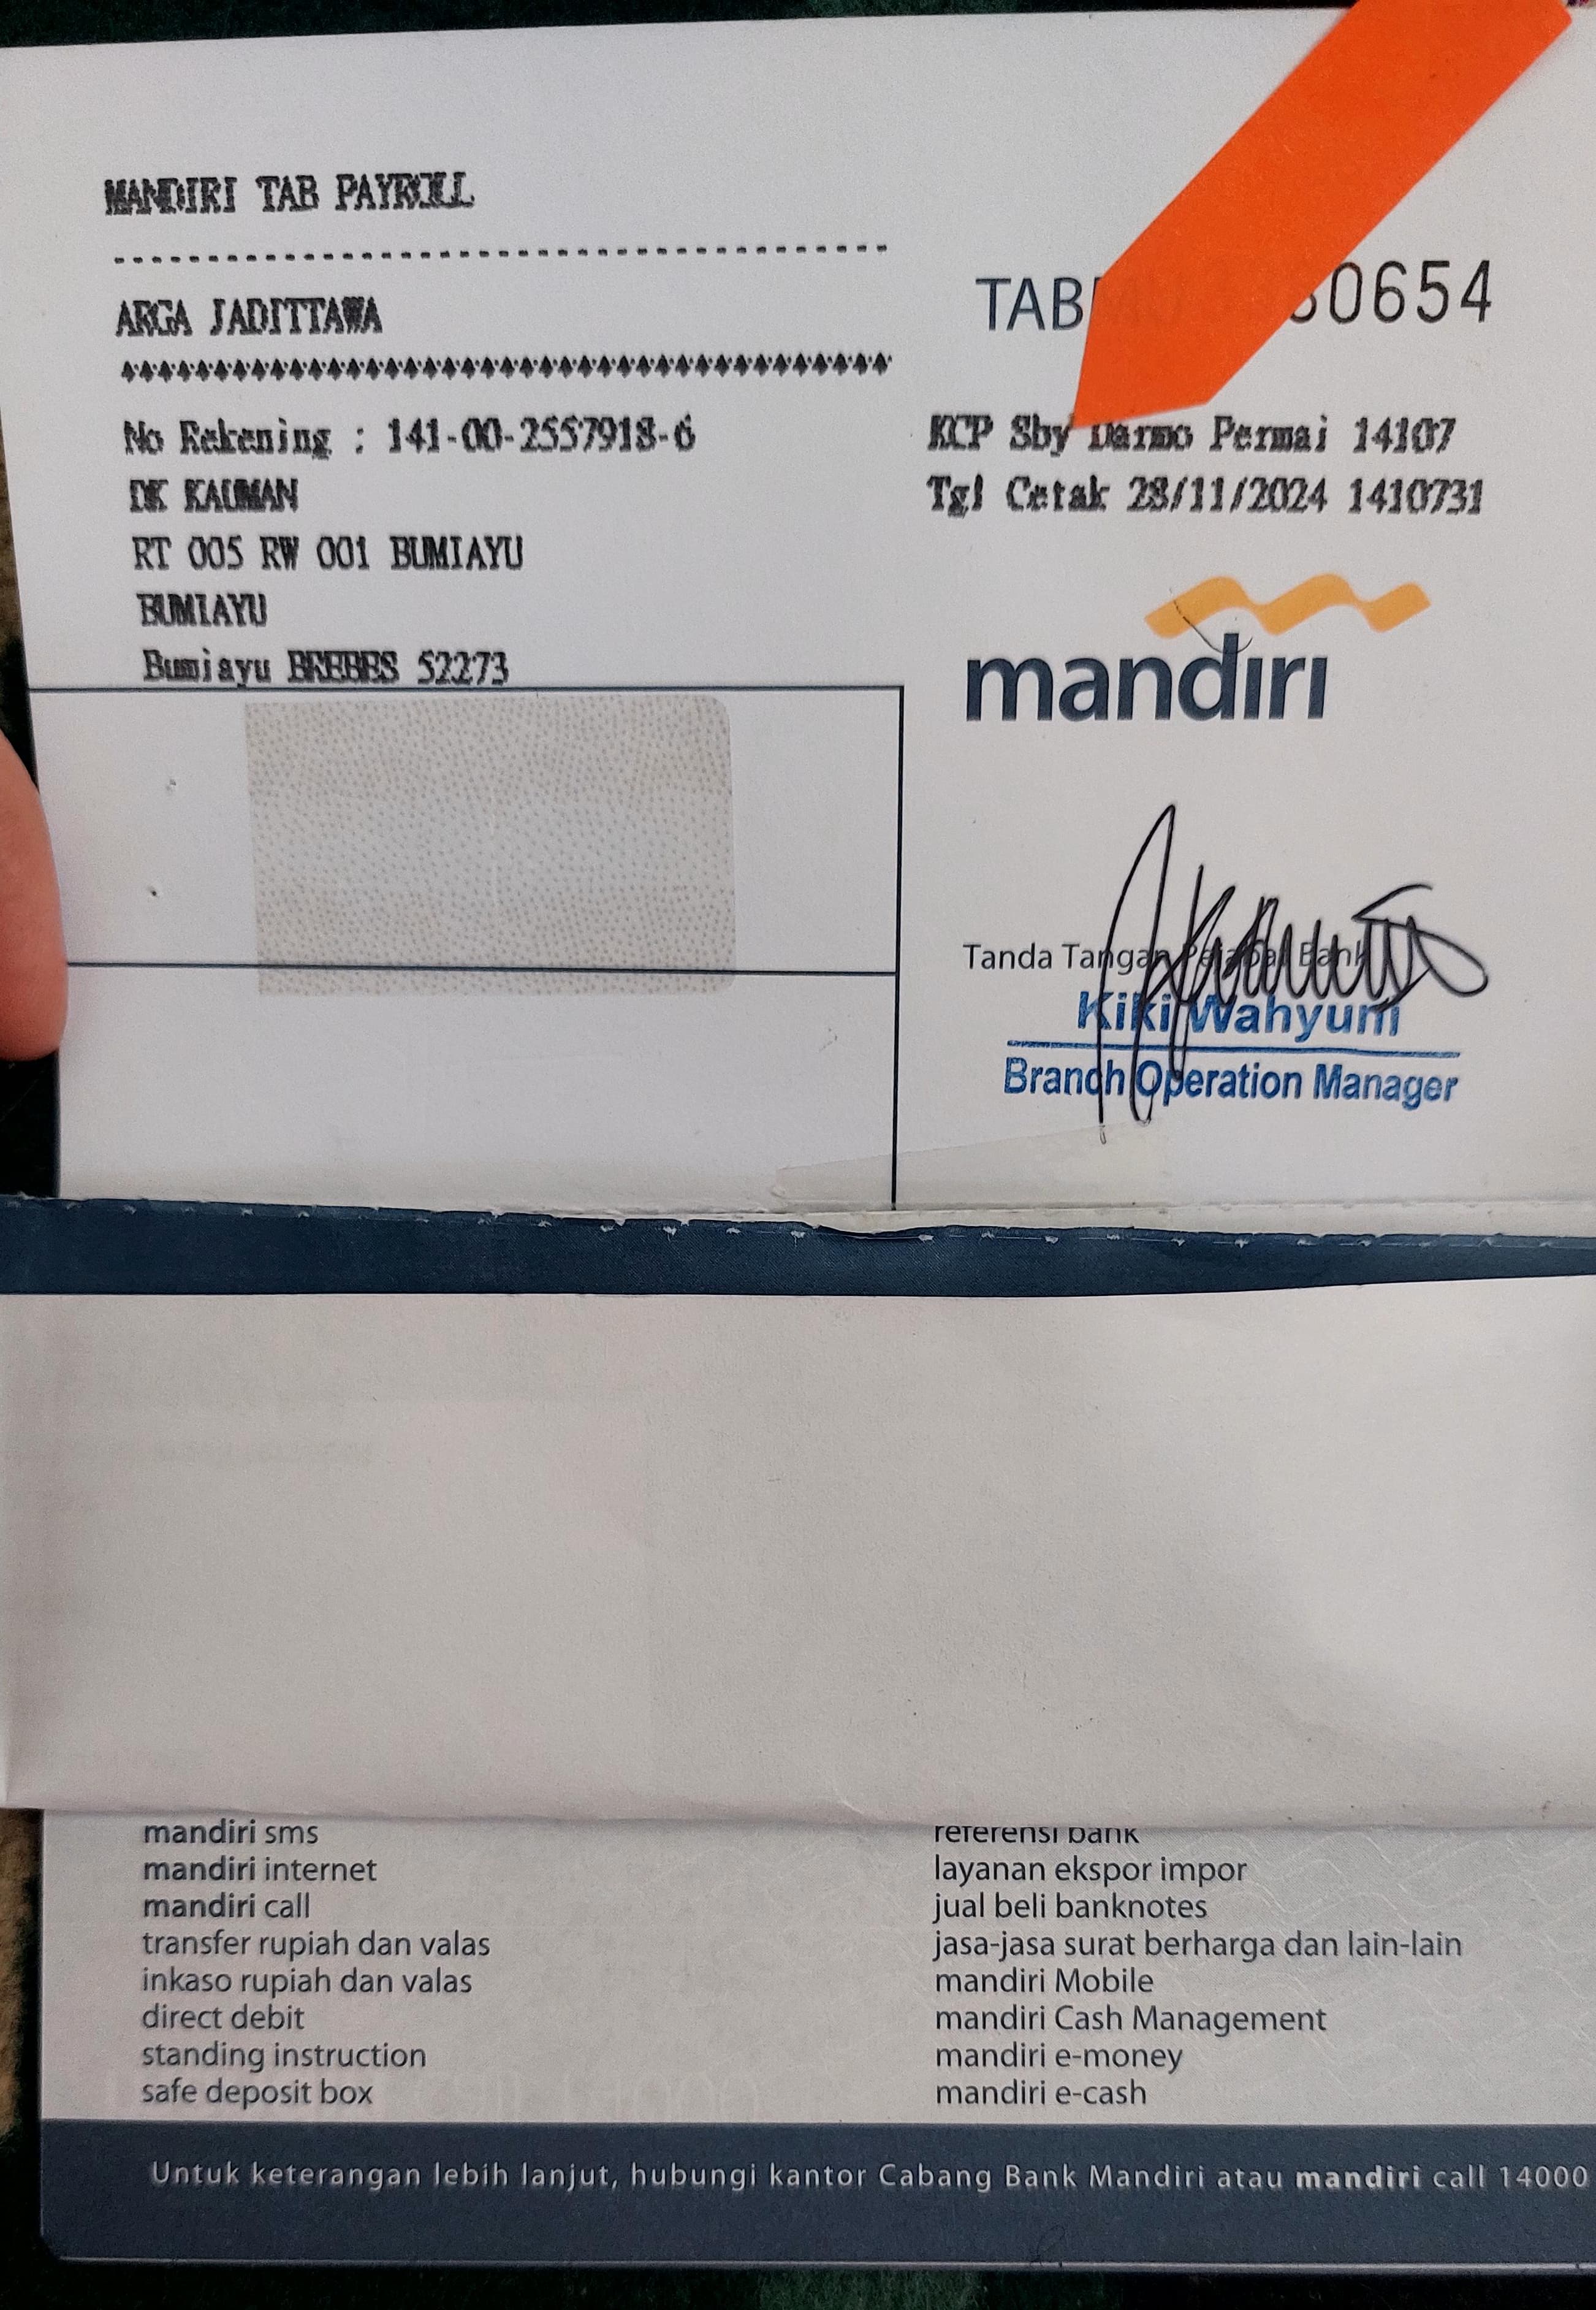 MANDIRI TAB PAYROLL
ARGA JADITTAWA
No Rekening : 141-00-2557918-6
DK KAUMAN
RT 005 RW 001 BUMIAYU
BUMIAYU
Bumiayu BREBES 52273
TAB 0654
KCP Sby Darmo Permai 14107
Tgl Cetak 28/11/2024 1410731
mandiri
Tanda Tangan Pejabat Bank
Kiki Wahyuni
Branch Operation Manager
mandiri sms
mandiri internet
mandiri call
transfer rupiah dan valas
inkaso rupiah dan valas
direct debit
standing instruction
safe deposit box
referensi bank
layanan ekspor impor
jual beli banknotes
jasa-jasa surat berharga dan lain-lain
mandiri Mobile
mandiri Cash Management
mandiri e-money
mandiri e-cash
Untuk keterangan lebih lanjut, hubungi kantor Cabang Bank Mandiri atau mandiri call 14000